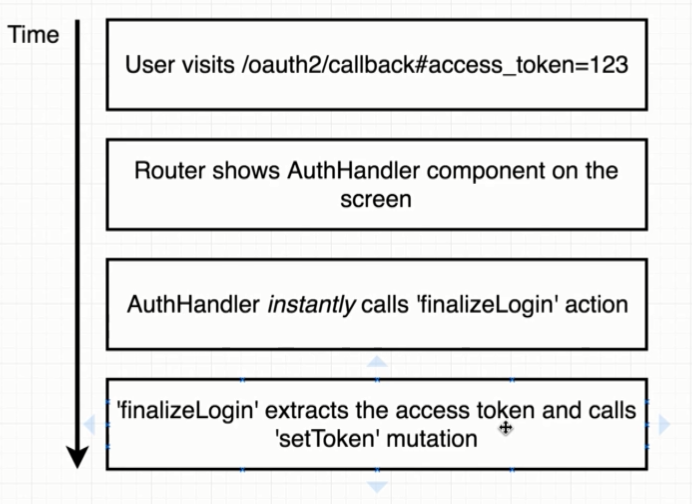 Time
User visits /oauth2/callback#access_token=123
Router shows AuthHandler component on the
screen
AuthHandler instantly calls 'finalizeLogin' action
'finalizeLogin' extracts the access token and calls
'setToken' mutation